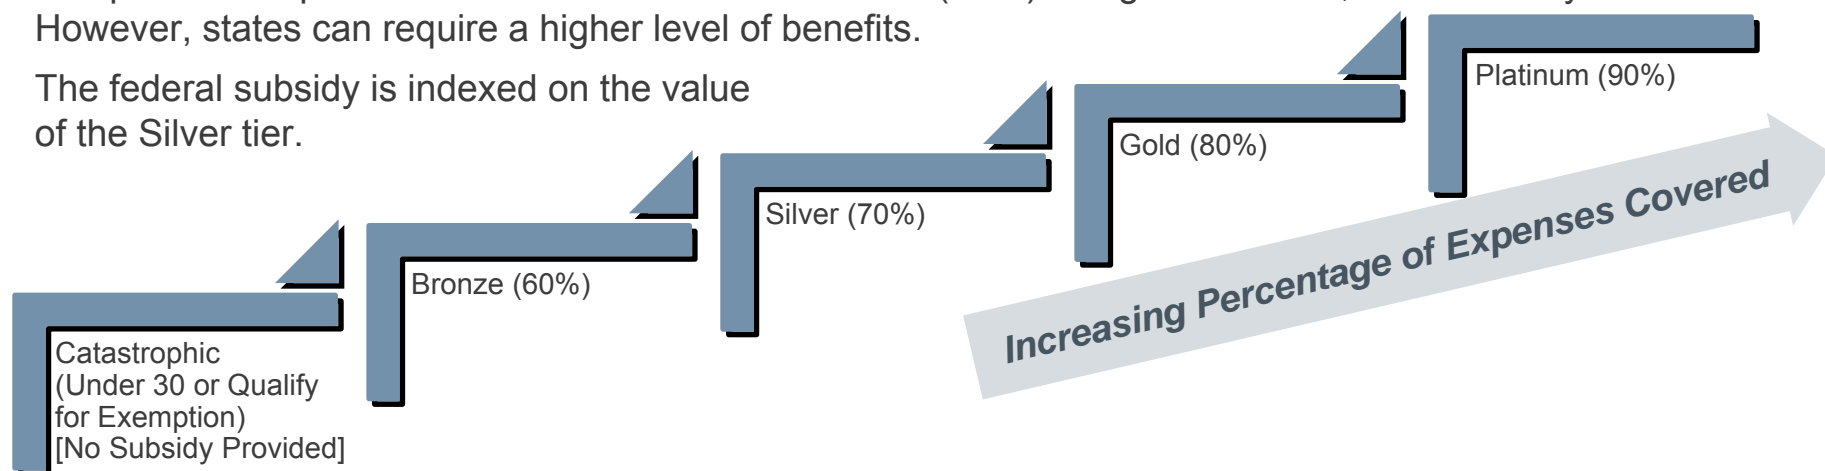 However, states can require a higher level of benefits.
The federal subsidy is indexed on the value
of the Silver tier.
Platinum (90%)
Gold (80%)
Silver (70%)
Bronze (60%)
Catastrophic
(Under 30 or Qualify
for Exemption)
[No Subsidy Provided]
Increasing Percentage of Expenses Covered